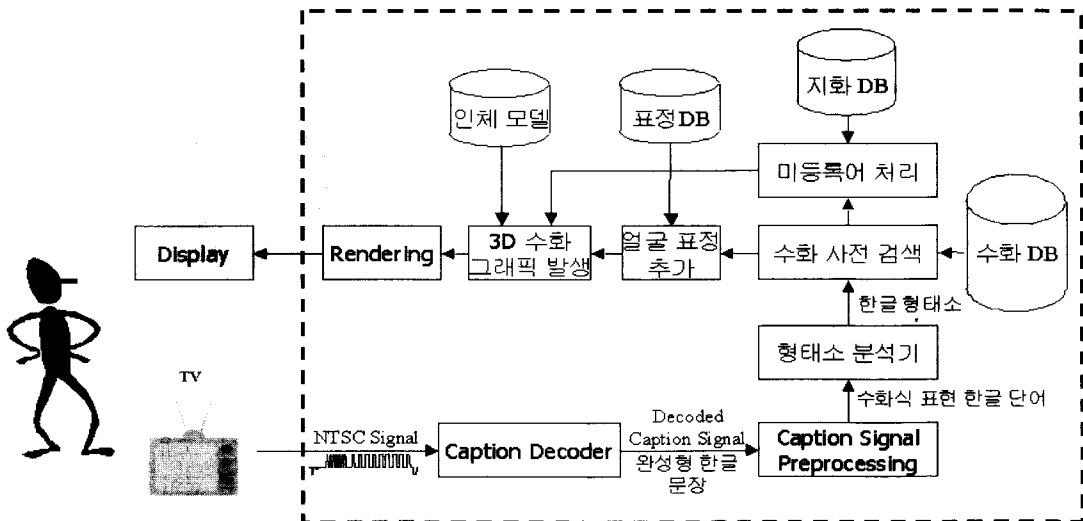 지화 DB
인체 모델
표정 DB
미등록어 처리
Display
Rendering
3D 수화
그래픽 발생
얼굴 표정
추가
수화 사전 검색
수화 DB
한글 형태소
형태소 분석기
수화식 표현 한글 단어
TV
NTSC Signal
Caption Decoder
Decoded
Caption Signal
완성형 한글
문장
Caption Signal
Preprocessing